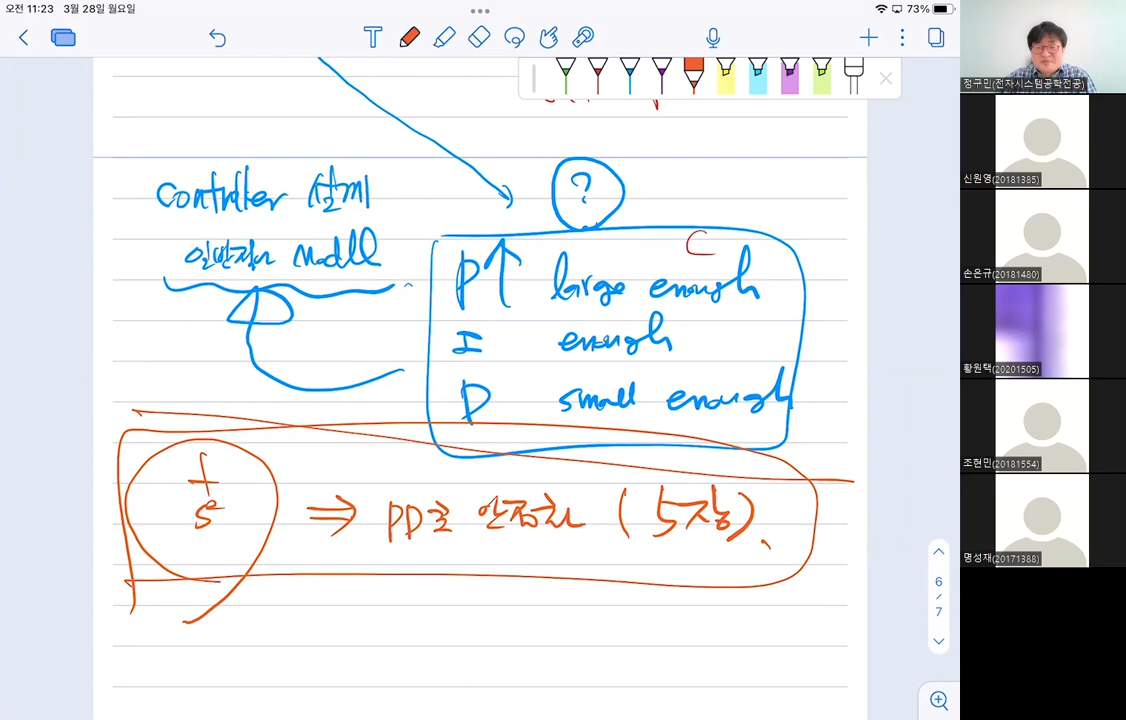 오전 11:23 3월 28일 월요일
73%
정구민(전자시스템공학전공)
신원영(20181385)
손은규(20181480)
황원택(20201505)
조현민(20181554)
명성재(20171388)
?
Controller 설계
일반적인 Modell
C
P↑ large enough
I enough
D small enough
1
s²
⇒ PD로 안정화 (5장).
6
/
7